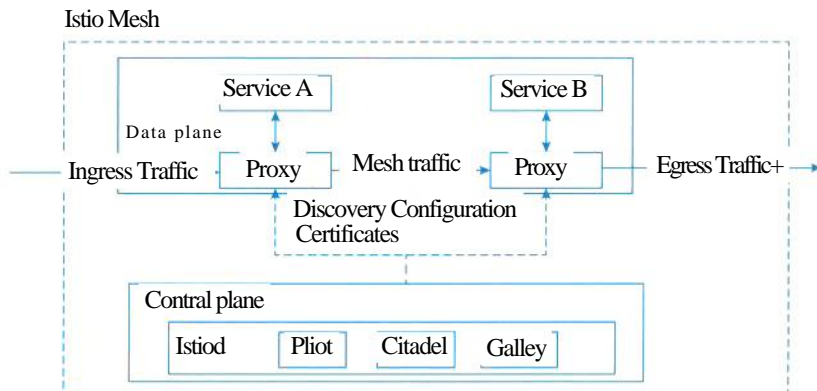 Istio Mesh
Service A
Service B
Data plane
Ingress Traffic
Proxy
Mesh traffic
Proxy
Egress Traffic+
Discovery Configuration
Certificates
Contral plane
Istiod
Pliot
Citadel
Galley